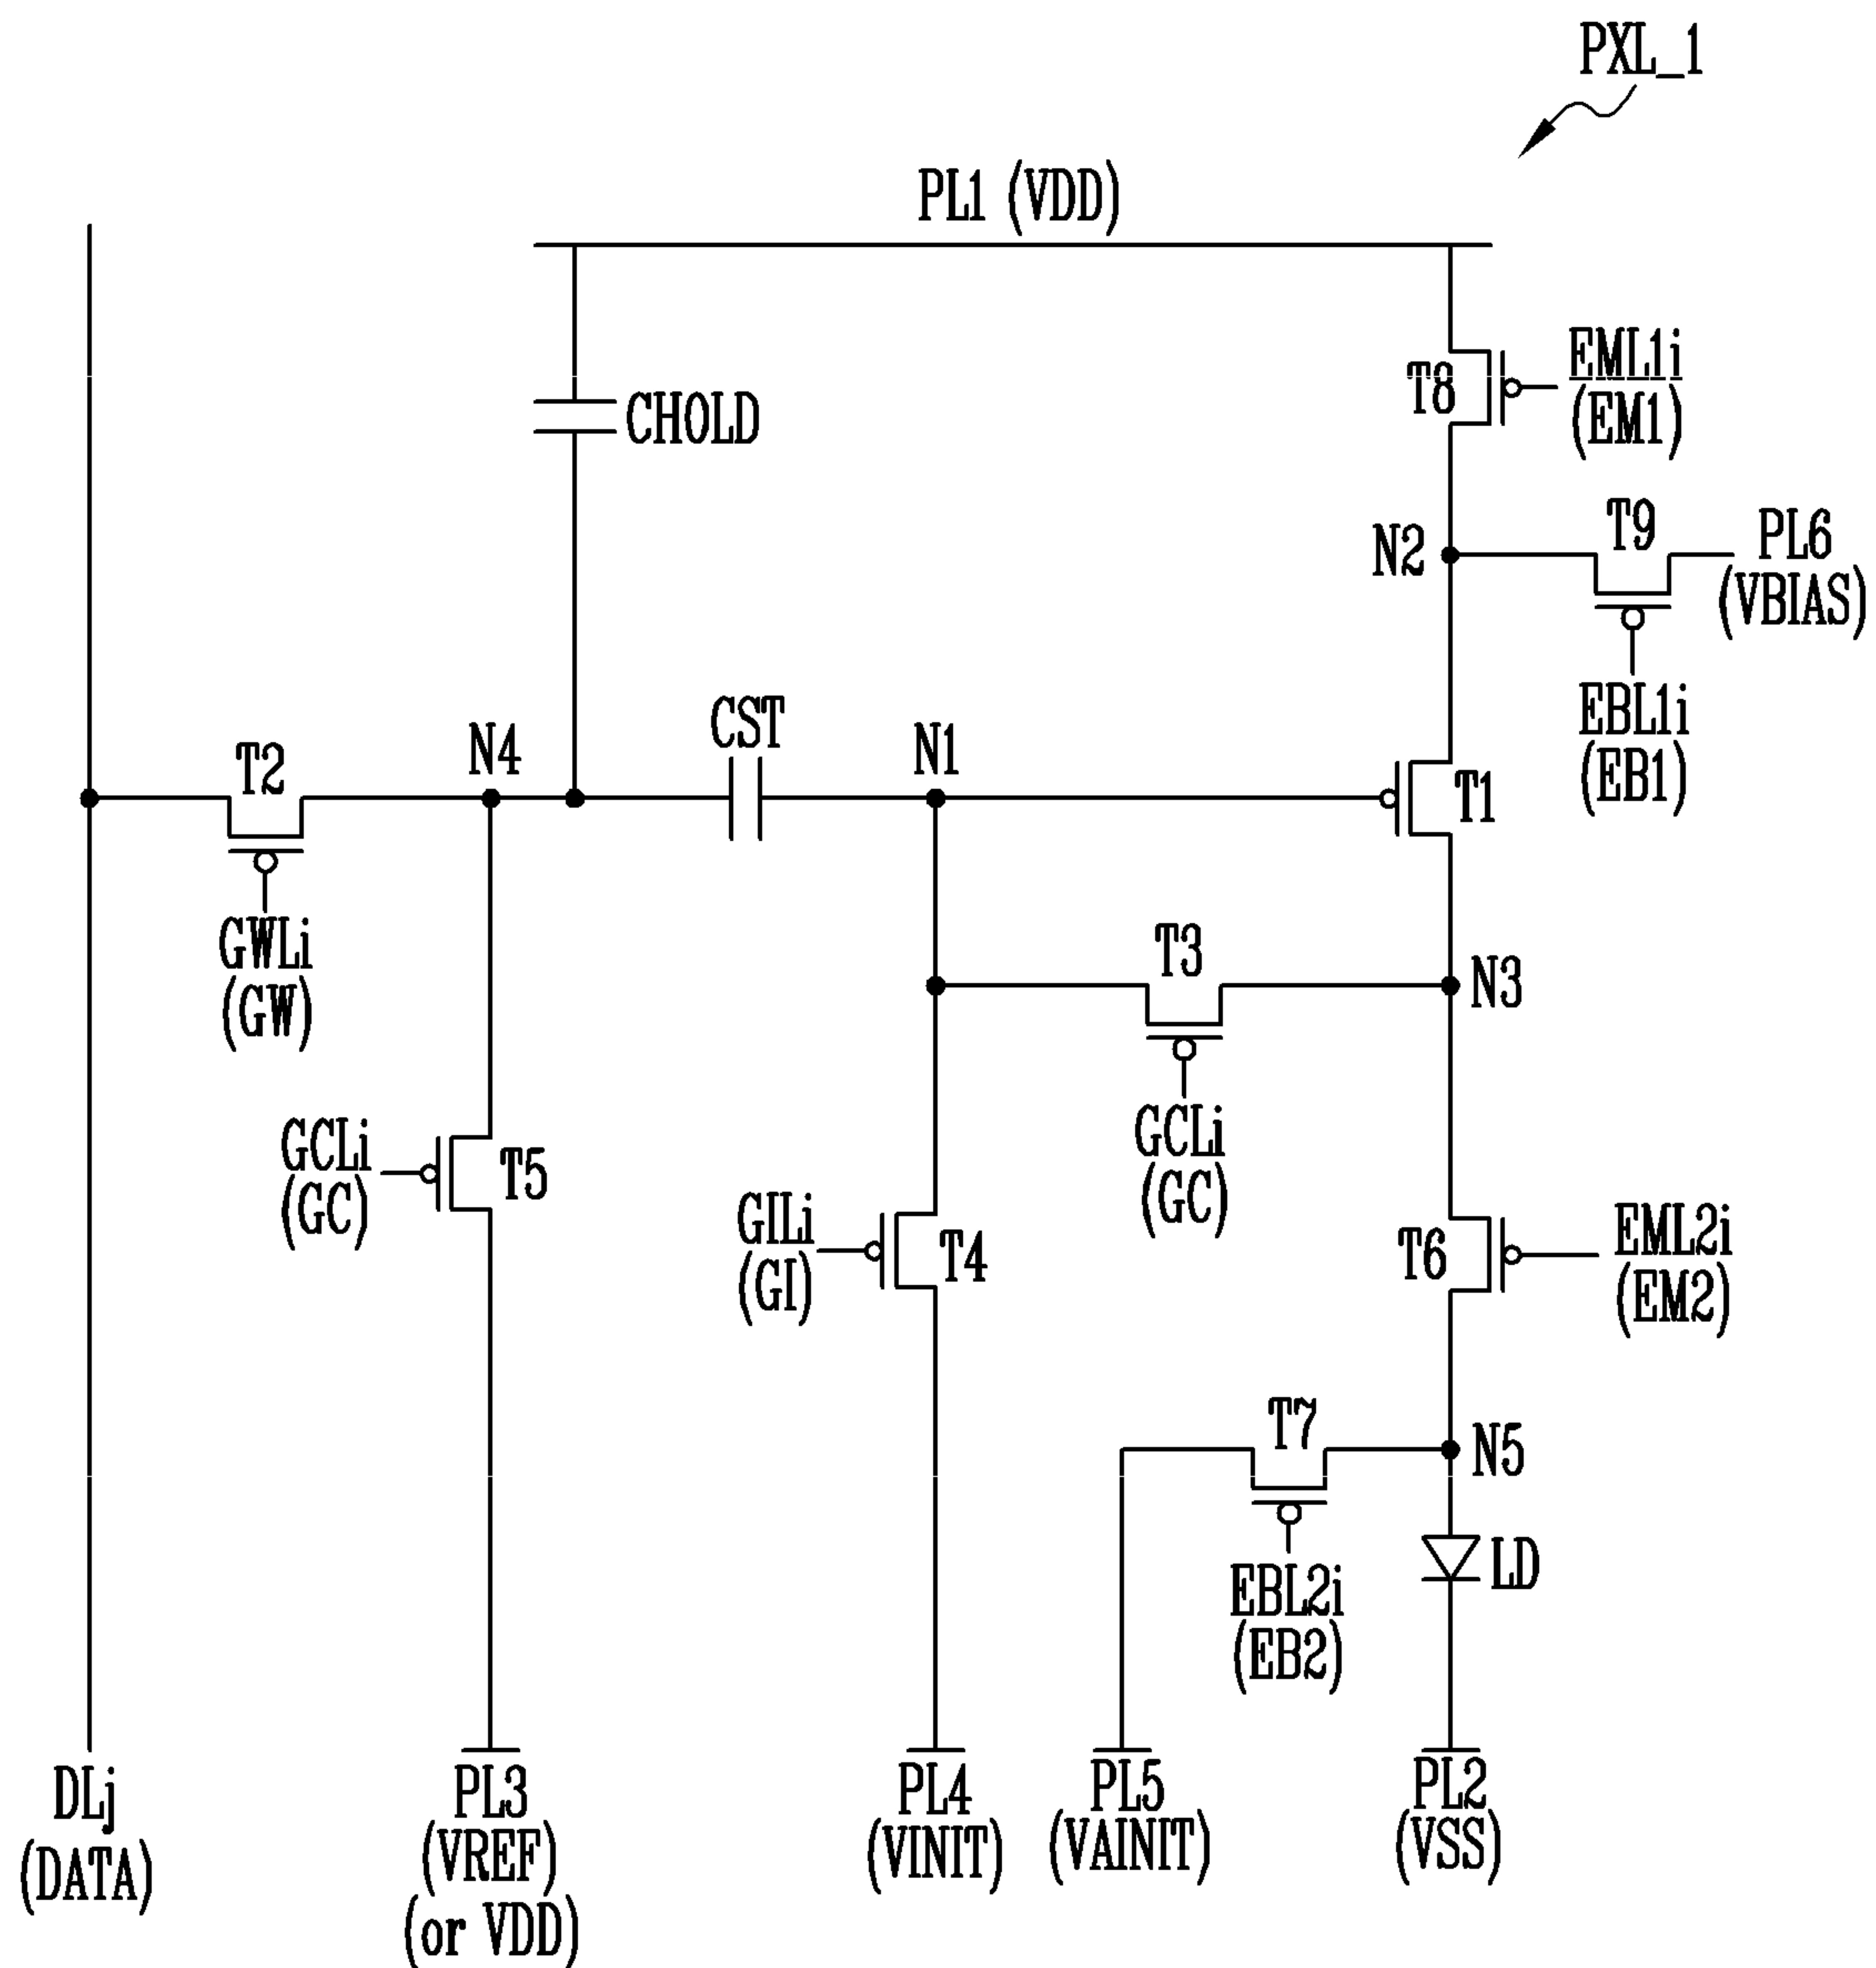 PXL_1
PL1 (VDD)
EML1i
(EM1)
T8
CHOLD
T9
PL6
(VBIAS)
N2
EBL1i
(EB1)
CST
N4
N1
T2
T1
GWLi
(GW)
T3
N3
GCLi
(GC)
T5
GCLi
(GC)
GILi
(GI)
T4
T6
EML2i
(EM2)
T7
N5
LD
EBL2i
(EB2)
DLj
(DATA)
PL3
(VREF)
(or VDD)
PL4
(VINIT)
PL5
(VAINIT)
PL2
(VSS)